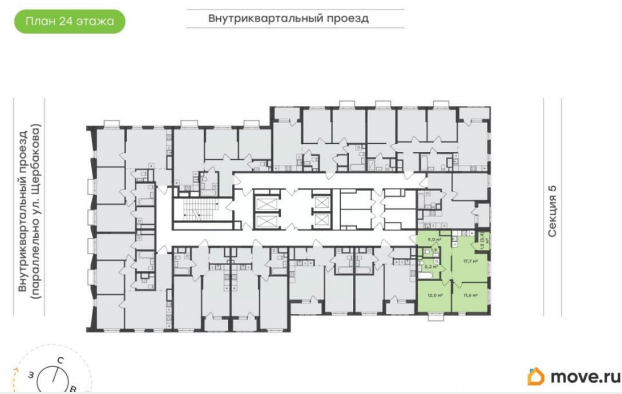 План 24 этажа
Внутриквартальный проезд
Внутриквартальный проезд
(параллельно ул. Щербакова)
Секция 5
17,7 м²
12,0 м²
11,6 м²
С
З
В
move.ru